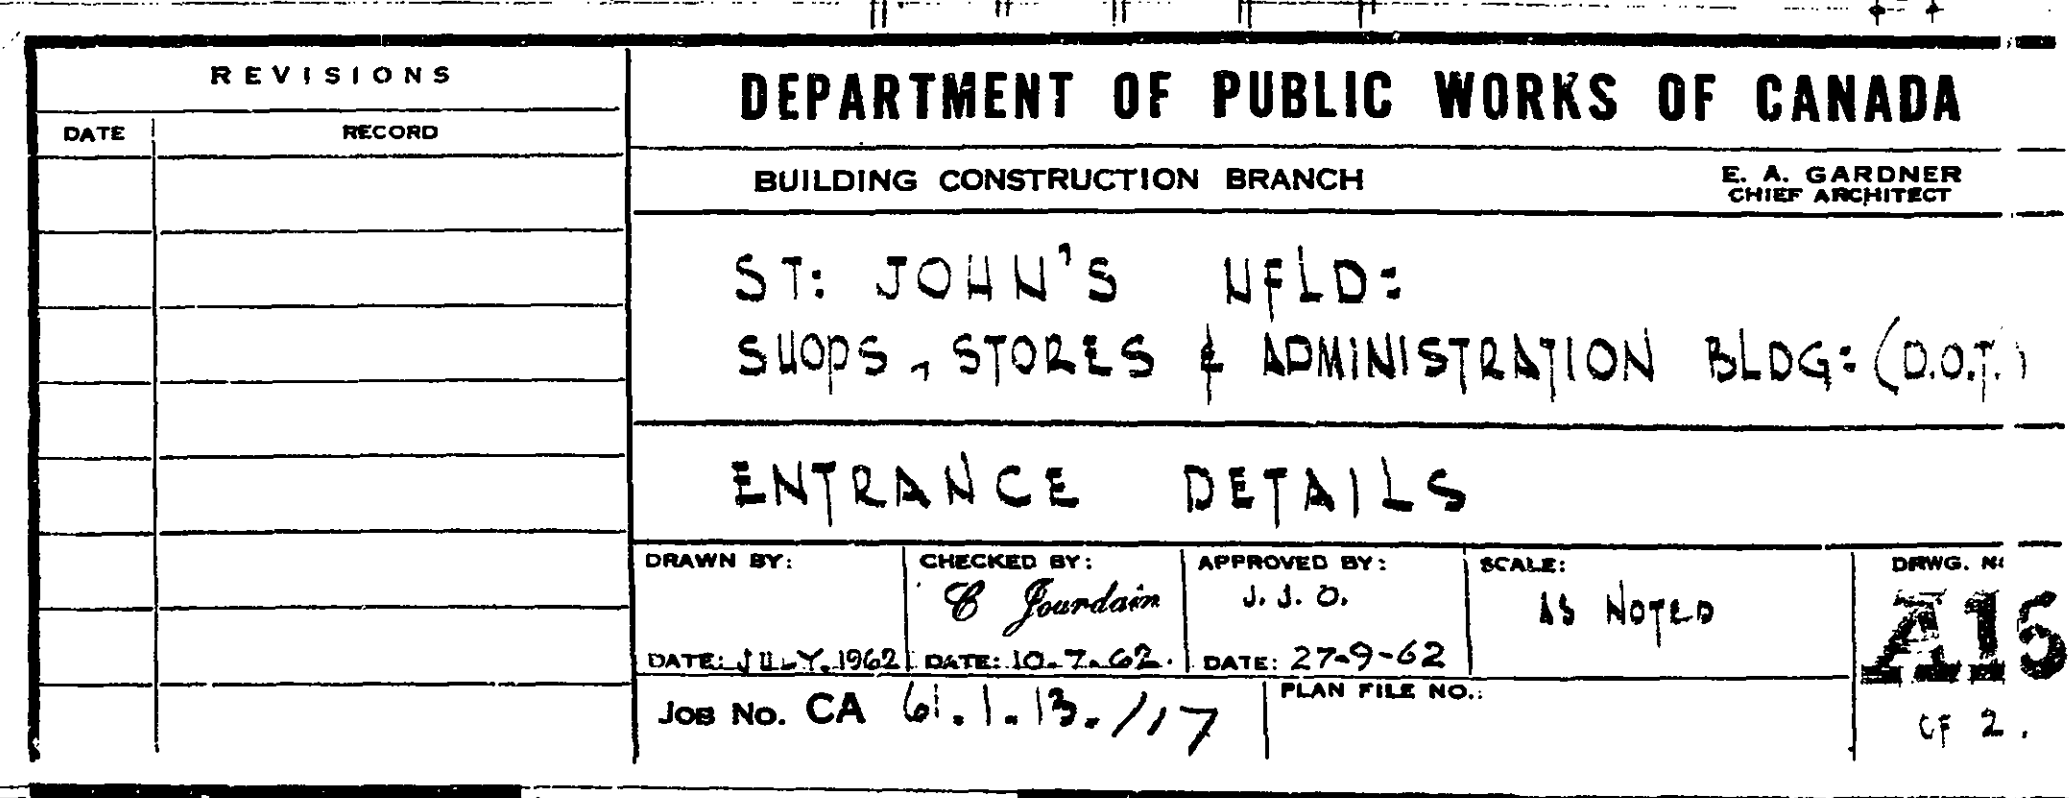 REVISIONS
DATE RECORD
DEPARTMENT OF PUBLIC WORKS OF CANADA
BUILDING CONSTRUCTION BRANCH
E. A. GARDNER
CHIEF ARCHITECT
ST: JOHN'S NFLD:
SHOPS, STORES & ADMINISTRATION BLDG: (D.O.T.)
ENTRANCE DETAILS
DRAWN BY:
DATE: JULY. 1962
CHECKED BY:
C Jourdain
DATE: 10-7-62.
APPROVED BY:
J. J. O.
DATE: 27-9-62
SCALE:
AS NOTED
DRWG. No
A15
JOB No. CA 61.1.13./17
PLAN FILE NO.:
CF 2.